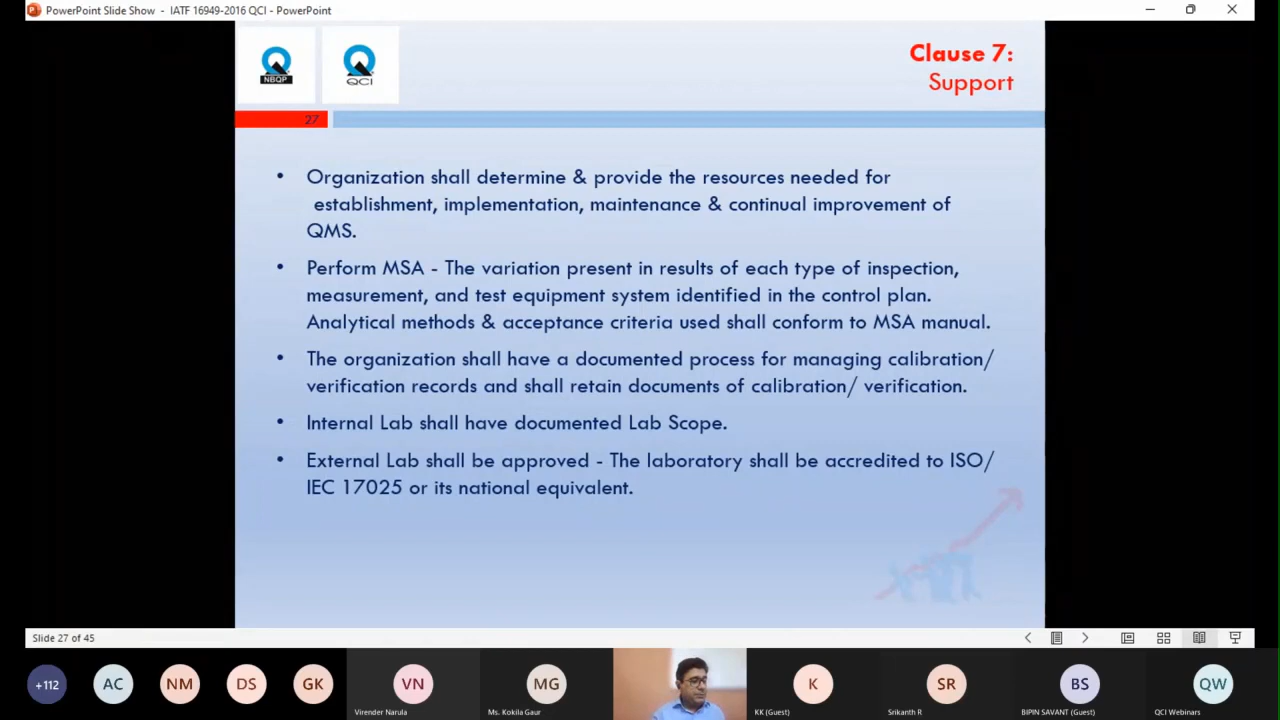 PowerPoint Slide Show - IATF 16949-2016 QCI - PowerPoint
NBQP
QCI
Clause 7:
Support
27
• Organization shall determine & provide the resources needed for
establishment, implementation, maintenance & continual improvement of
QMS.
• Perform MSA - The variation present in results of each type of inspection,
measurement, and test equipment system identified in the control plan.
Analytical methods & acceptance criteria used shall conform to MSA manual.
• The organization shall have a documented process for managing calibration/
verification records and shall retain documents of calibration/ verification.
• Internal Lab shall have documented Lab Scope.
• External Lab shall be approved - The laboratory shall be accredited to ISO/
IEC 17025 or its national equivalent.
Slide 27 of 45
+112
AC
NM
DS
GK
VN
MG
K
SR
BS
QW
Virender Narula
Ms. Kokila Gaur
KK (Guest)
Srikanth R
BIPIN SAVANT (Guest)
QCI Webinars